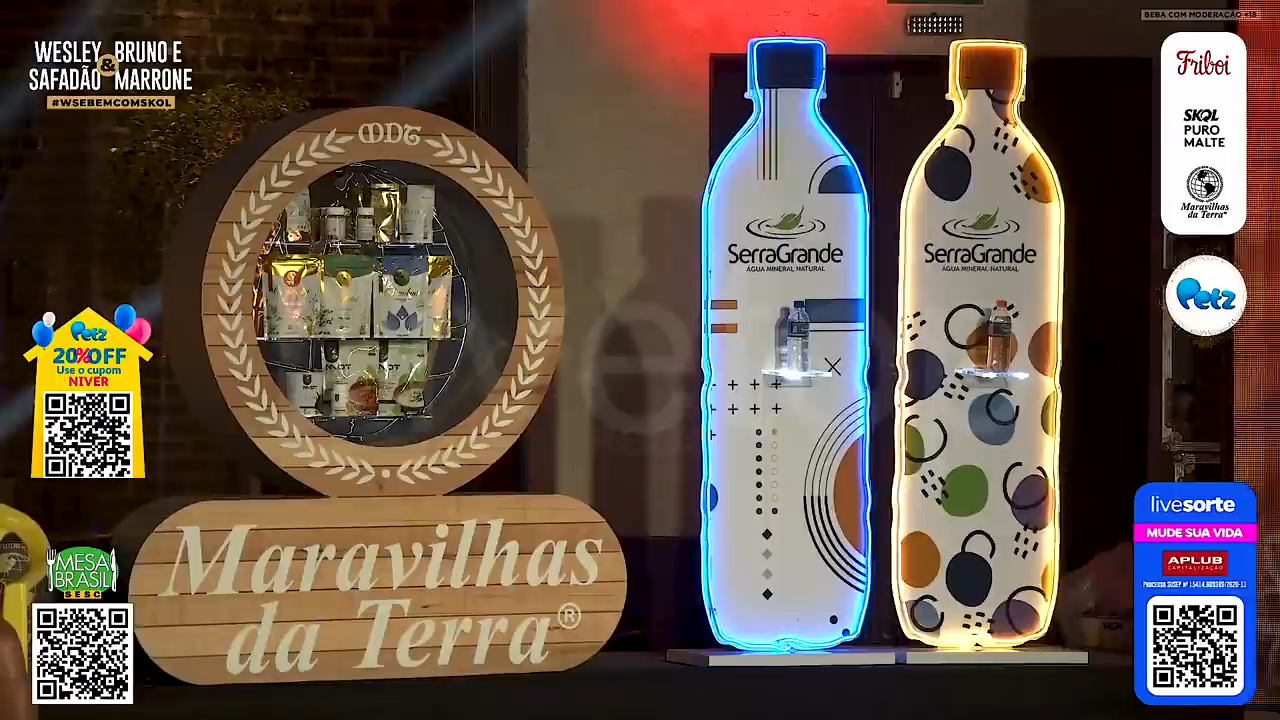 BEBA COM MODERAÇÃO +18
WESLEY BRUNO E
SAFADÃO & MARRONE
#WSEBEMCOMSKOL
MDT
Friboi
SKOL
PURO
MALTE
Maravilhas
da Terra®
Petz
SerraGrande
ÁGUA MINERAL NATURAL
SerraGrande
ÁGUA MINERAL NATURAL
Petz
20%OFF
Use o cupom
NIVER
MESA
BRASIL
SESC
Maravilhas
da Terra®
livesorte
MUDE SUA VIDA
APLUB
CAPITALIZAÇÃO